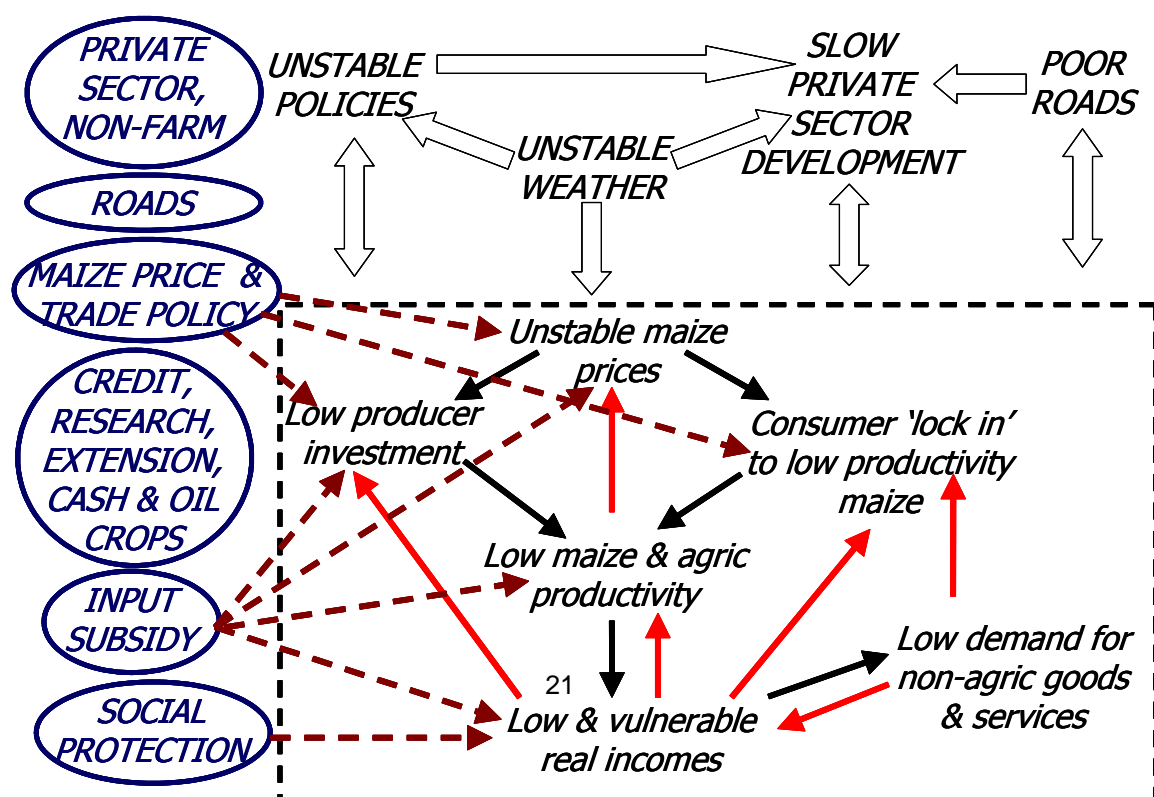 PRIVATE
SECTOR,
NON-FARM
ROADS
MAIZE PRICE &
TRADE POLICY
CREDIT,
RESEARCH,
EXTENSION,
CASH & OIL
CROPS
INPUT
SUBSIDY
SOCIAL
PROTECTION
UNSTABLE
POLICIES
UNSTABLE
WEATHER
SLOW
PRIVATE
SECTOR
DEVELOPMENT
POOR
ROADS
Unstable maize
prices
Low producer
investment
Consumer ‘lock in’
to low productivity
maize
Low maize & agric
productivity
21
Low & vulnerable
real incomes
Low demand for
non-agric goods
& services